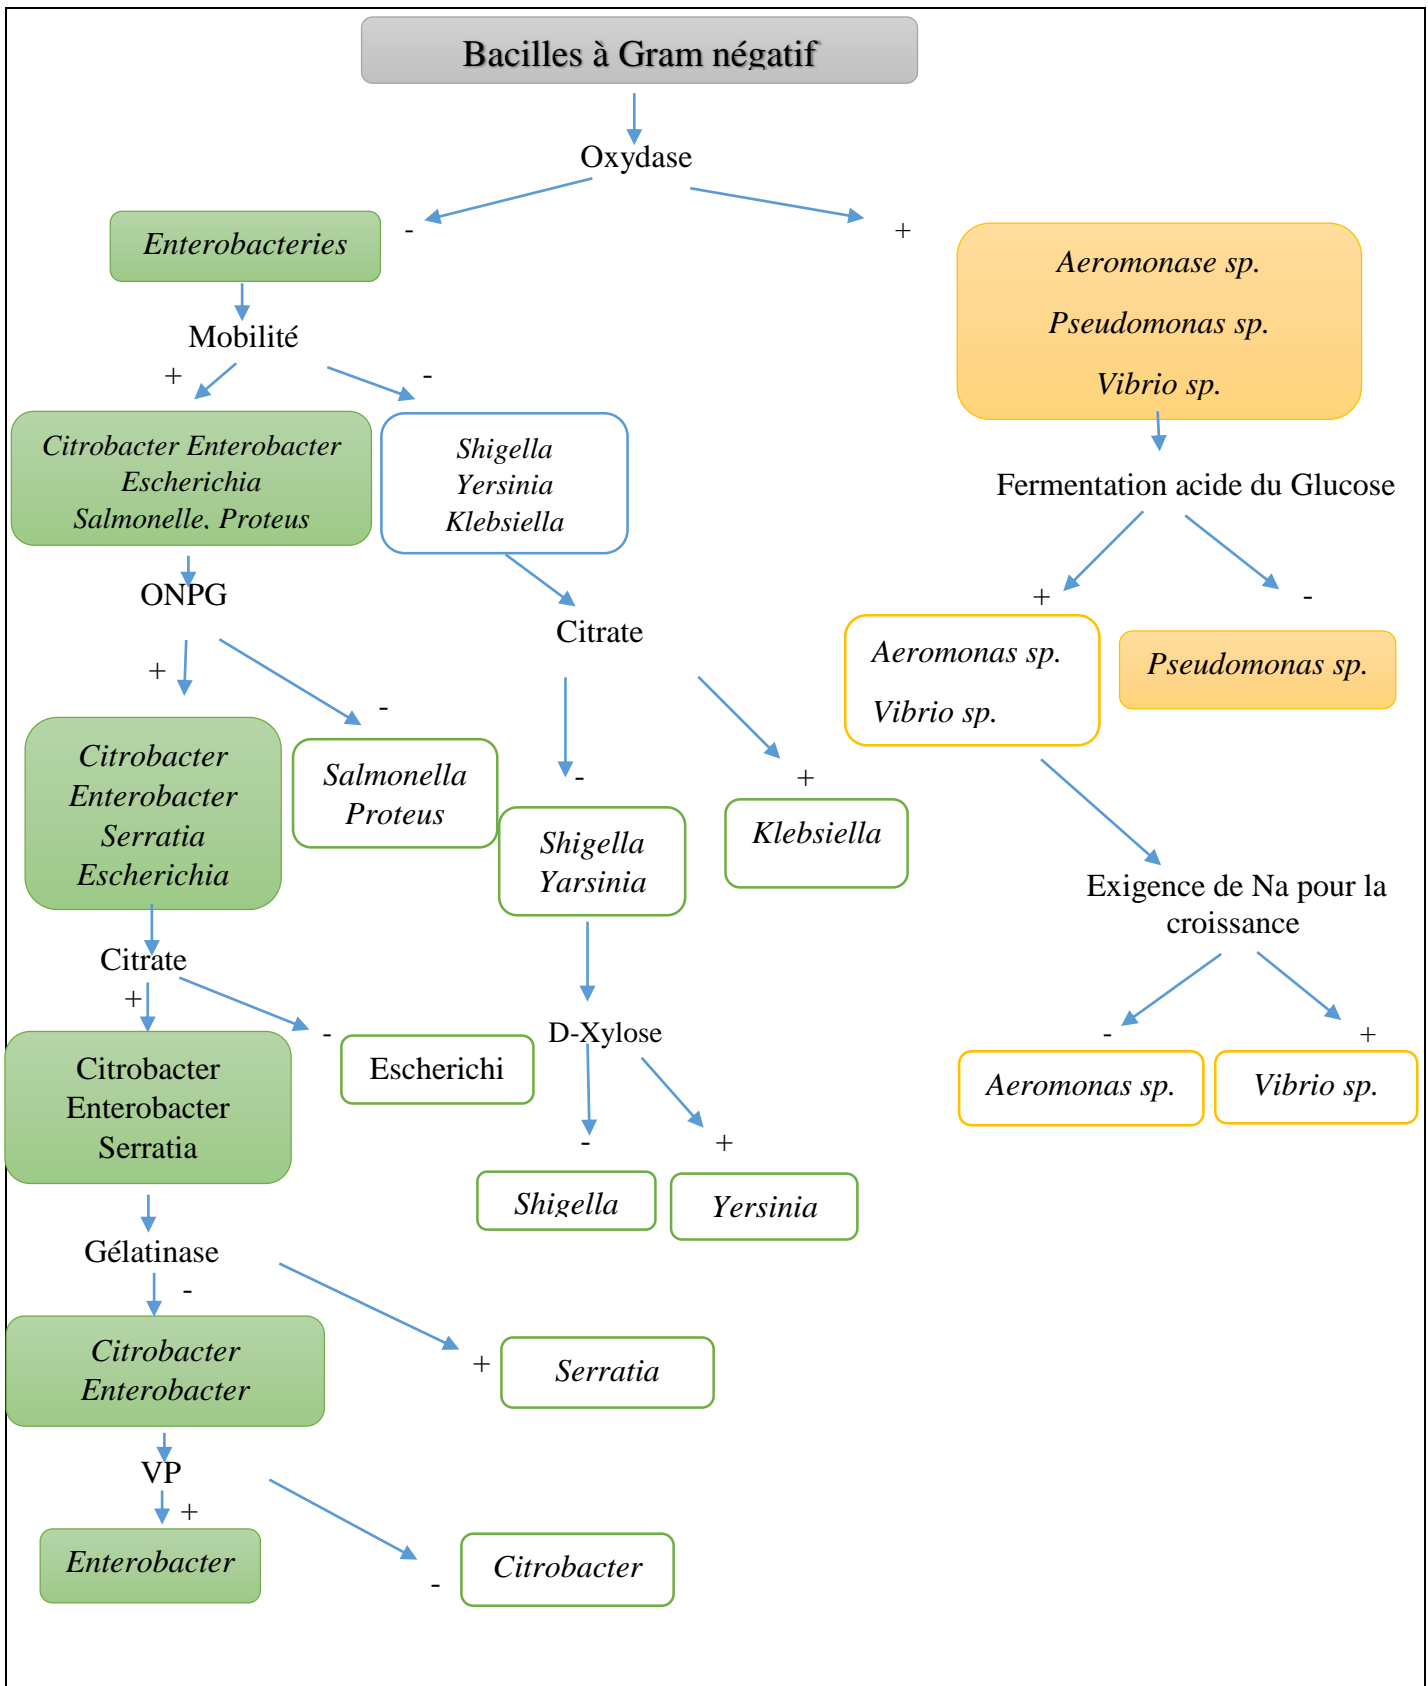 Bacilles à Gram négatif
Oxydase
-
+
Enterobacteries
Aeromonase sp.
Pseudomonas sp.
Vibrio sp.
Mobilité
+
-
Citrobacter Enterobacter
Escherichia
Salmonelle, Proteus
Shigella
Yersinia
Klebsiella
Fermentation acide du Glucose
+
-
ONPG
+
-
Citrate
-
+
Aeromonas sp.
Vibrio sp.
Pseudomonas sp.
Citrobacter
Enterobacter
Serratia
Escherichia
Salmonella
Proteus
Shigella
Yarsinia
Klebsiella
Exigence de Na pour la
croissance
-
+
Citrate
+
-
Citrobacter
Enterobacter
Serratia
Escherichi
D-Xylose
-
+
Aeromonas sp.
Vibrio sp.
Shigella
Yersinia
Gélatinase
-
+
Citrobacter
Enterobacter
Serratia
VP
+
-
Enterobacter
Citrobacter